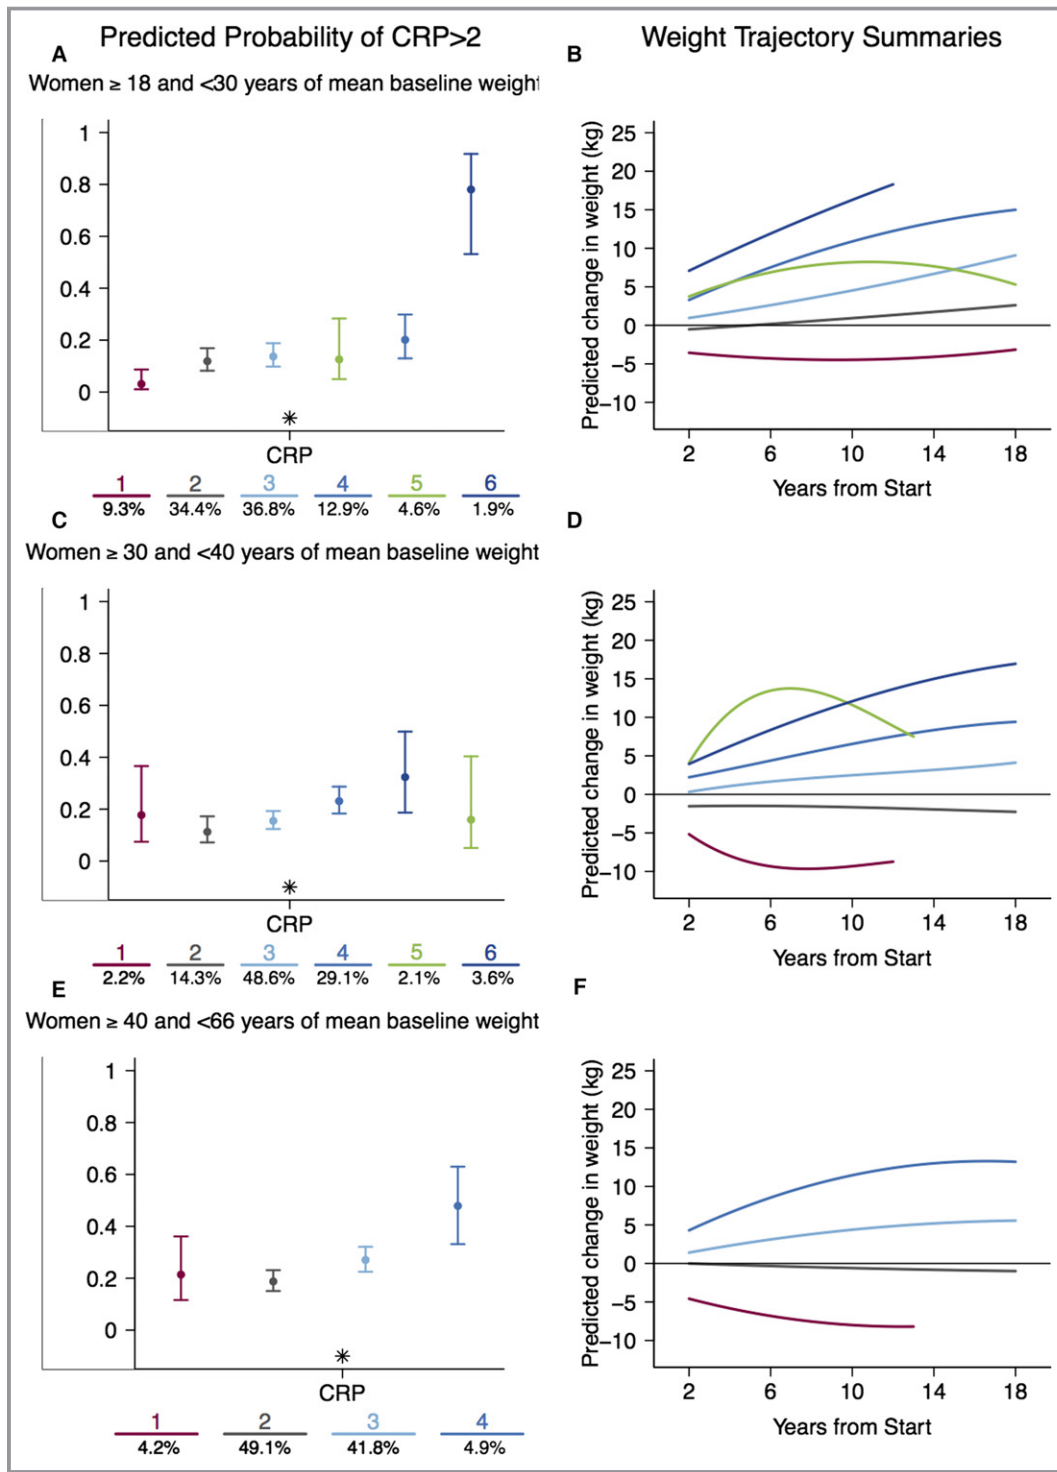 Predicted Probability of CRP>2
Weight Trajectory Summaries
A
B
Women ≥ 18 and <30 years of mean baseline weight
1
0.8
0.6
0.4
0.2
0
*
CRP
1 2 3 4 5 6
9.3% 34.4% 36.8% 12.9% 4.6% 1.9%
Predicted change in weight (kg)
25
20
15
10
5
0
−5
−10
2 6 10 14 18
Years from Start
C
D
Women ≥ 30 and <40 years of mean baseline weight
1
0.8
0.6
0.4
0.2
0
*
CRP
1 2 3 4 5 6
2.2% 14.3% 48.6% 29.1% 2.1% 3.6%
Predicted change in weight (kg)
25
20
15
10
5
0
−5
−10
2 6 10 14 18
Years from Start
E
F
Women ≥ 40 and <66 years of mean baseline weight
1
0.8
0.6
0.4
0.2
0
*
CRP
1 2 3 4
4.2% 49.1% 41.8% 4.9%
Predicted change in weight (kg)
25
20
15
10
5
0
−5
−10
2 6 10 14 18
Years from Start